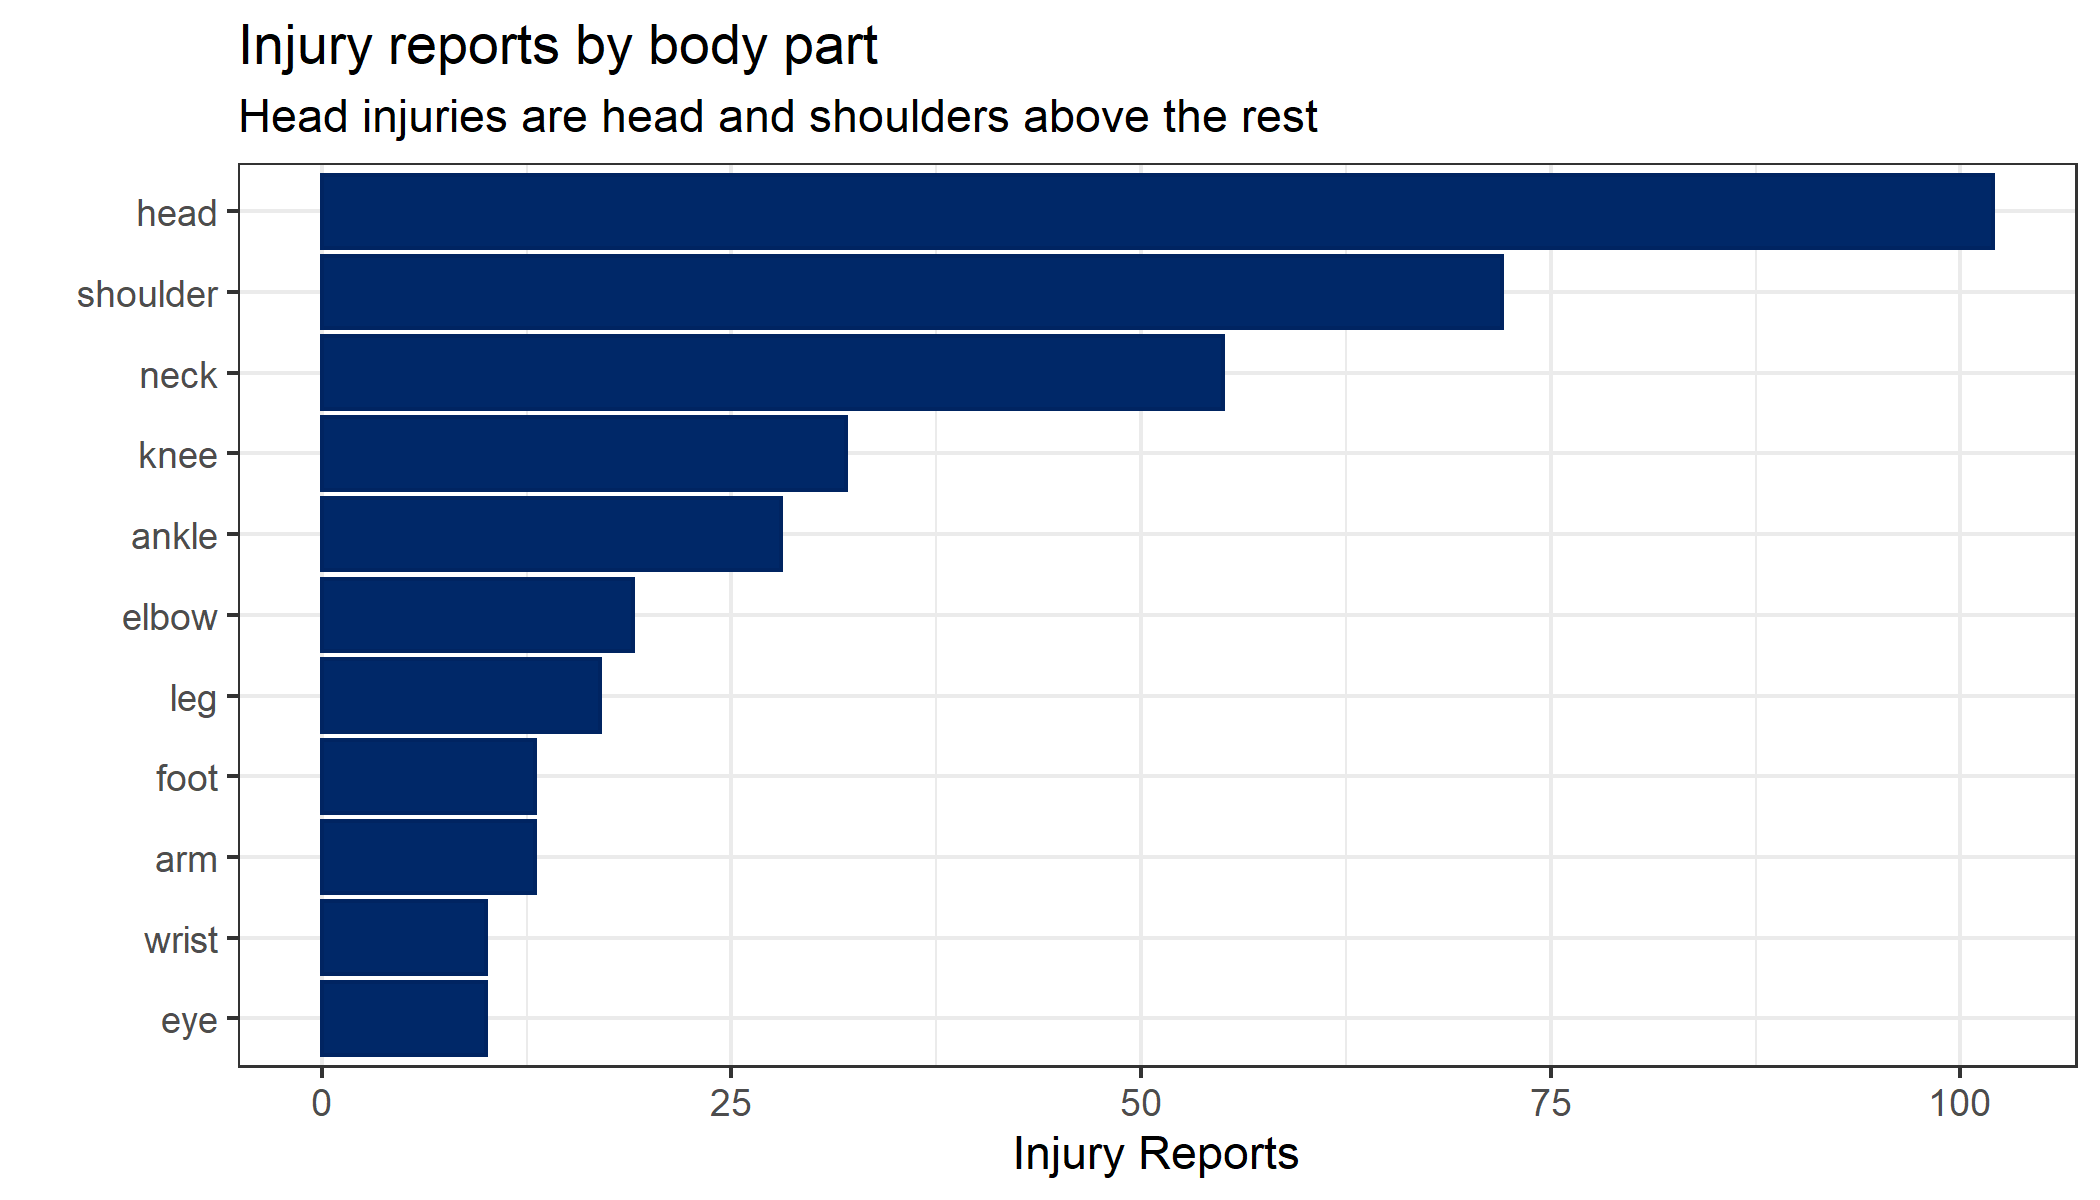 Injury reports by body part
Head injuries are head and shoulders above the rest
head
shoulder
neck
knee
ankle
elbow
leg
foot
arm
wrist
eye
0 25 50 75 100
Injury Reports